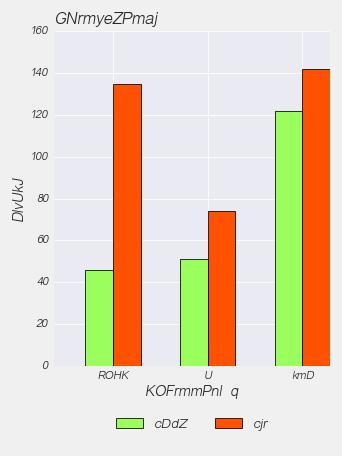 GNrmyeZPmaj
160
140
120
100
80
60
40
20
0
DlvUkJ
ROHK U kmD
KOFrmmPnl q
cDdZ cjr